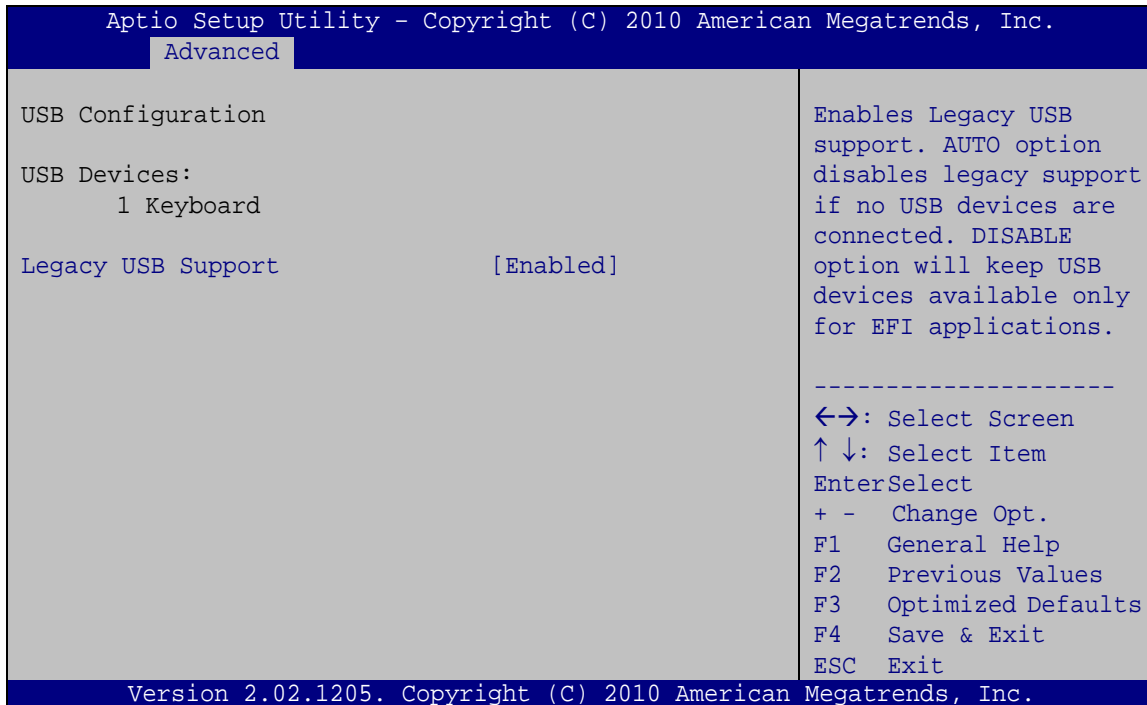 Aptio Setup Utility – Copyright (C) 2010 American Megatrends, Inc.
Advanced
USB Configuration
USB Devices:
1 Keyboard
Legacy USB Support [Enabled]
Enables Legacy USB
support. AUTO option
disables legacy support
if no USB devices are
connected. DISABLE
option will keep USB
devices available only
for EFI applications.
---------------------
←→: Select Screen
↑ ↓: Select Item
EnterSelect
+ - Change Opt.
F1 General Help
F2 Previous Values
F3 Optimized Defaults
F4 Save & Exit
ESC Exit
Version 2.02.1205. Copyright (C) 2010 American Megatrends, Inc.